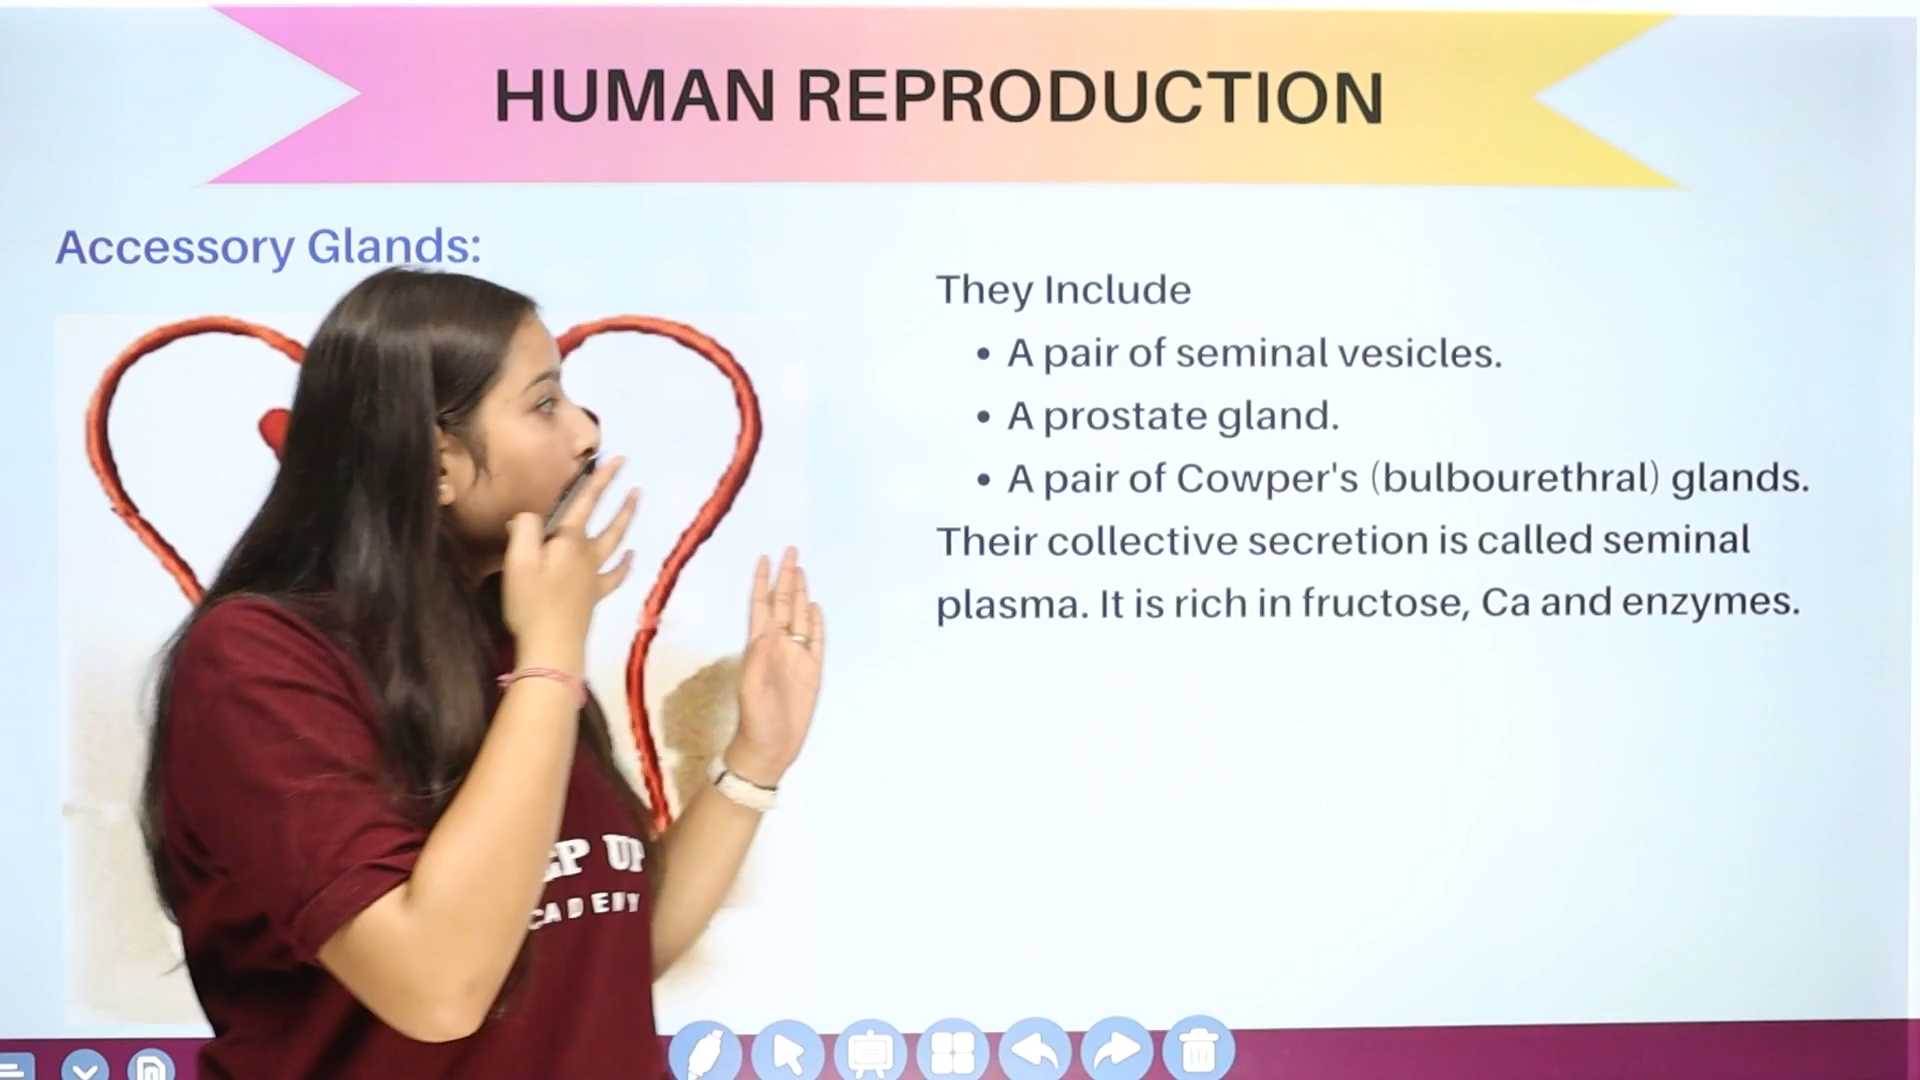 HUMAN REPRODUCTION
Accessory Glands:
They Include
• A pair of seminal vesicles.
• A prostate gland.
• A pair of Cowper's (bulbourethral) glands.
Their collective secretion is called seminal
plasma. It is rich in fructose, Ca and enzymes.
UP